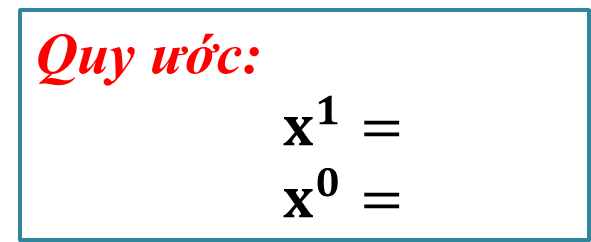 Quy ước:
x¹ =
x⁰ =